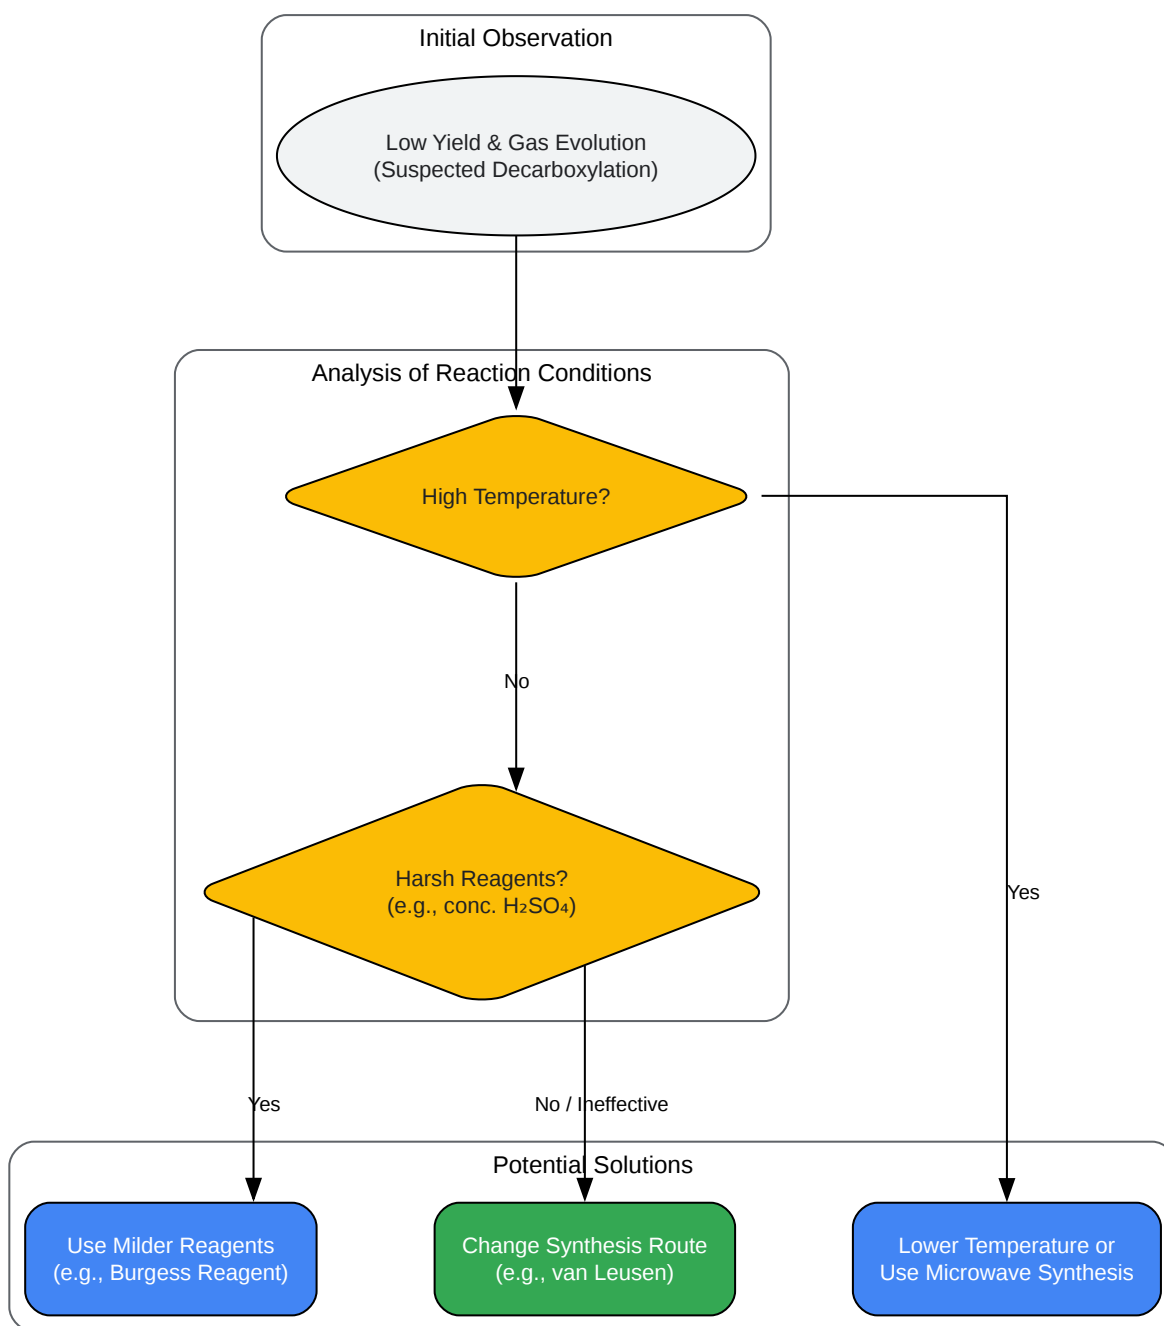 Initial Observation
Low Yield & Gas Evolution
(Suspected Decarboxylation)
Analysis of Reaction Conditions
High Temperature?
No
Harsh Reagents?
(e.g., conc. H₂SO₄)
Yes
Yes
No / Ineffective
Potential Solutions
Use Milder Reagents
(e.g., Burgess Reagent)
Change Synthesis Route
(e.g., van Leusen)
Lower Temperature or
Use Microwave Synthesis